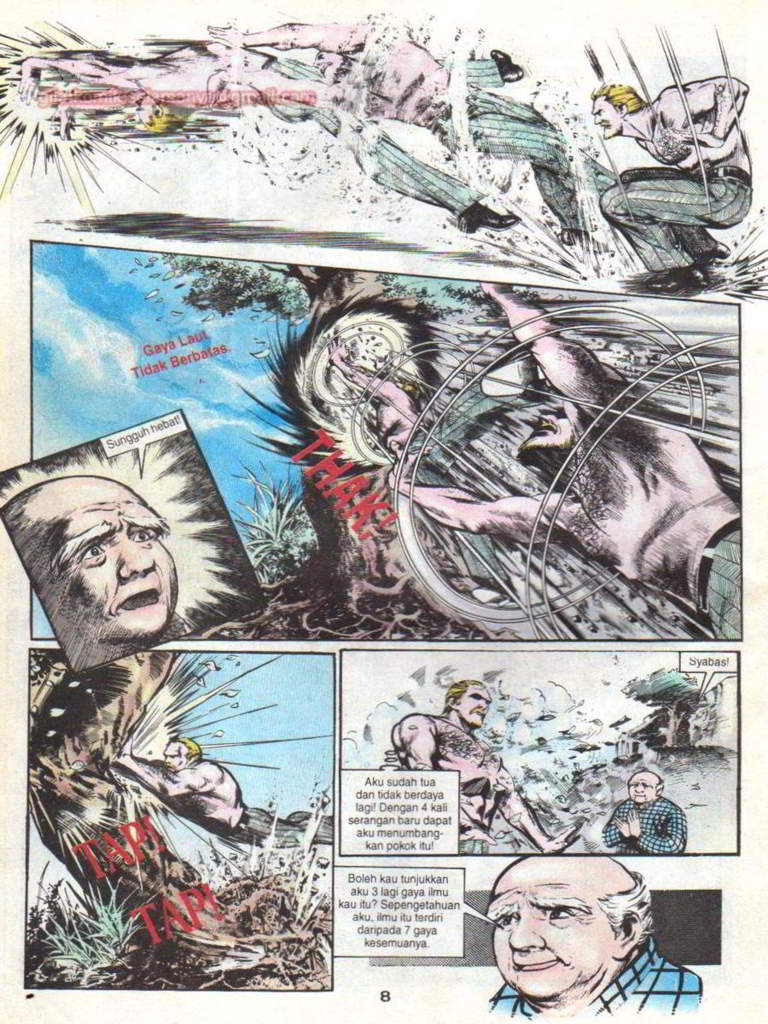 Gaya Laut
Tidak Berbatas.
Sungguh hebat!
THAK!
TAP!
TAP!
Syabas!
Aku sudah tua
dan tidak berdaya
lagi! Dengan 4 kali
serangan baru dapat
aku menumbang-
kan pokok itu!
Boleh kau tunjukkan
aku 3 lagi gaya ilmu
kau itu? Sepengetahuan
aku, ilmu itu terdiri
daripada 7 gaya
kesemuanya.
8